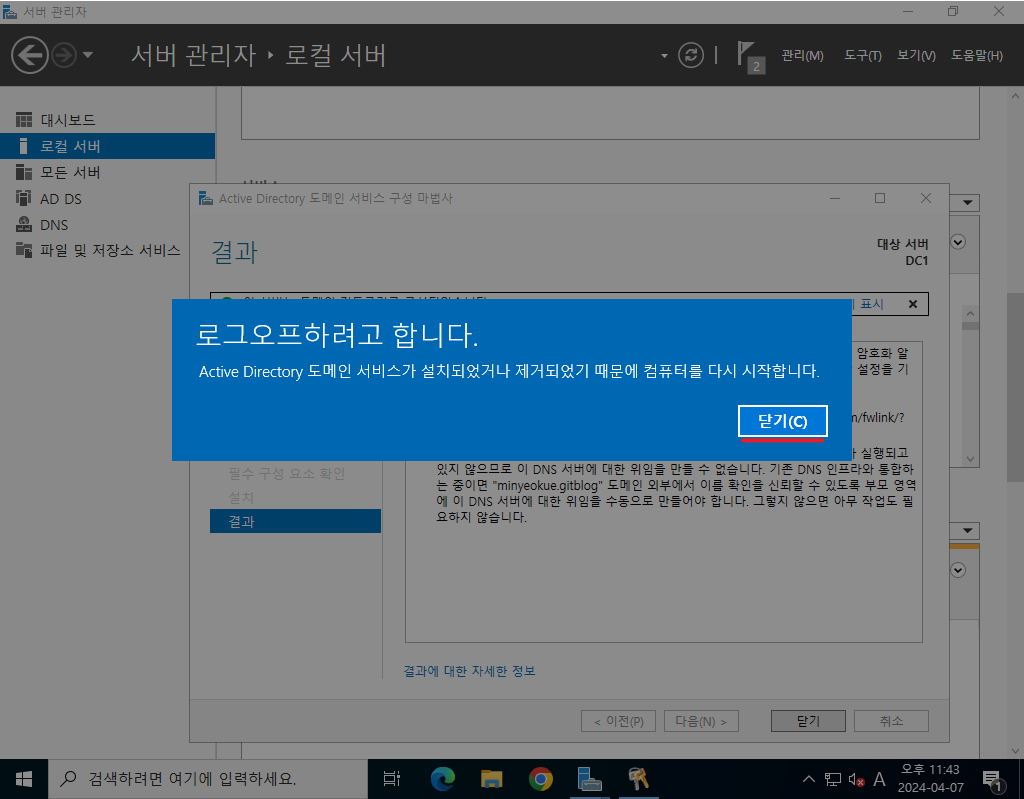 서버 관리자
서버 관리자 ‣ 로컬 서버
2
관리(M)
도구(T)
보기(V)
도움말(H)
대시보드
로컬 서버
모든 서버
AD DS
DNS
파일 및 저장소 서비스
Active Directory 도메인 서비스 구성 마법사
결과
대상 서버
DC1
표시
로그오프하려고 합니다.
Active Directory 도메인 서비스가 설치되었거나 제거되었기 때문에 컴퓨터를 다시 시작합니다.
닫기(C)
암호화 알
설정을 기
m/fwlink/?
실행되고
있지 않으므로 이 DNS 서버에 대한 위임을 만들 수 없습니다. 기존 DNS 인프라와 통합하
는 중이면 "minyeokue.gitblog" 도메인 외부에서 이름 확인을 신뢰할 수 있도록 부모 영역
에 이 DNS 서버에 대한 위임을 수동으로 만들어야 합니다. 그렇지 않으면 아무 작업도 필
요하지 않습니다.
필수 구성 요소 확인
설치
결과
결과에 대한 자세한 정보
< 이전(P)
다음(N) >
닫기
취소
검색하려면 여기에 입력하세요.
A
오후 11:43
2024-04-07
1